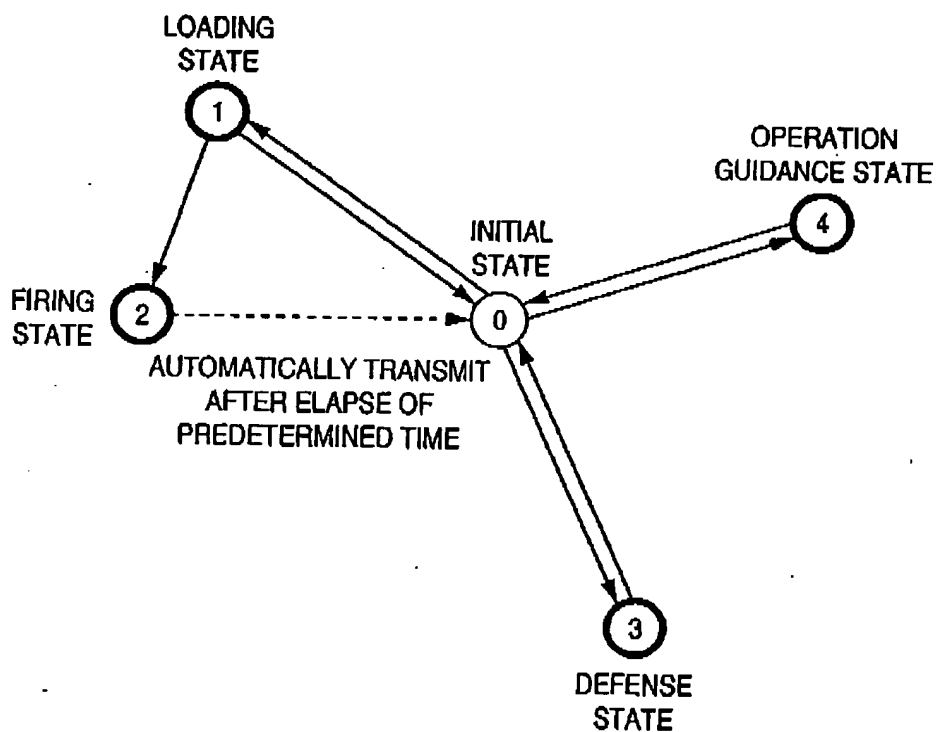 LOADING
STATE
1
OPERATION
GUIDANCE STATE
4
INITIAL
STATE
0
FIRING
STATE
2
AUTOMATICALLY TRANSMIT
AFTER ELAPSE OF
PREDETERMINED TIME
3
DEFENSE
STATE